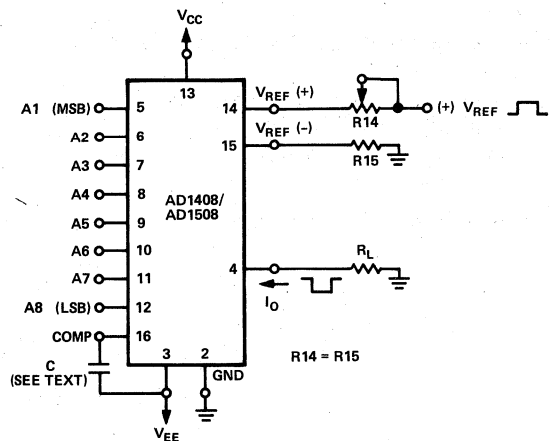 VCC
13
A1 (MSB) 5
14 VREF (+)
R14
(+) VREF
A2 6
15 VREF (–)
R15
A3 7
A4 8
AD1408/
AD1508
A5 9
A6 10
A7 11
4
RL
IO
A8 (LSB) 12
COMP 16
C
(SEE TEXT)
3
2
GND
R14 = R15
VEE